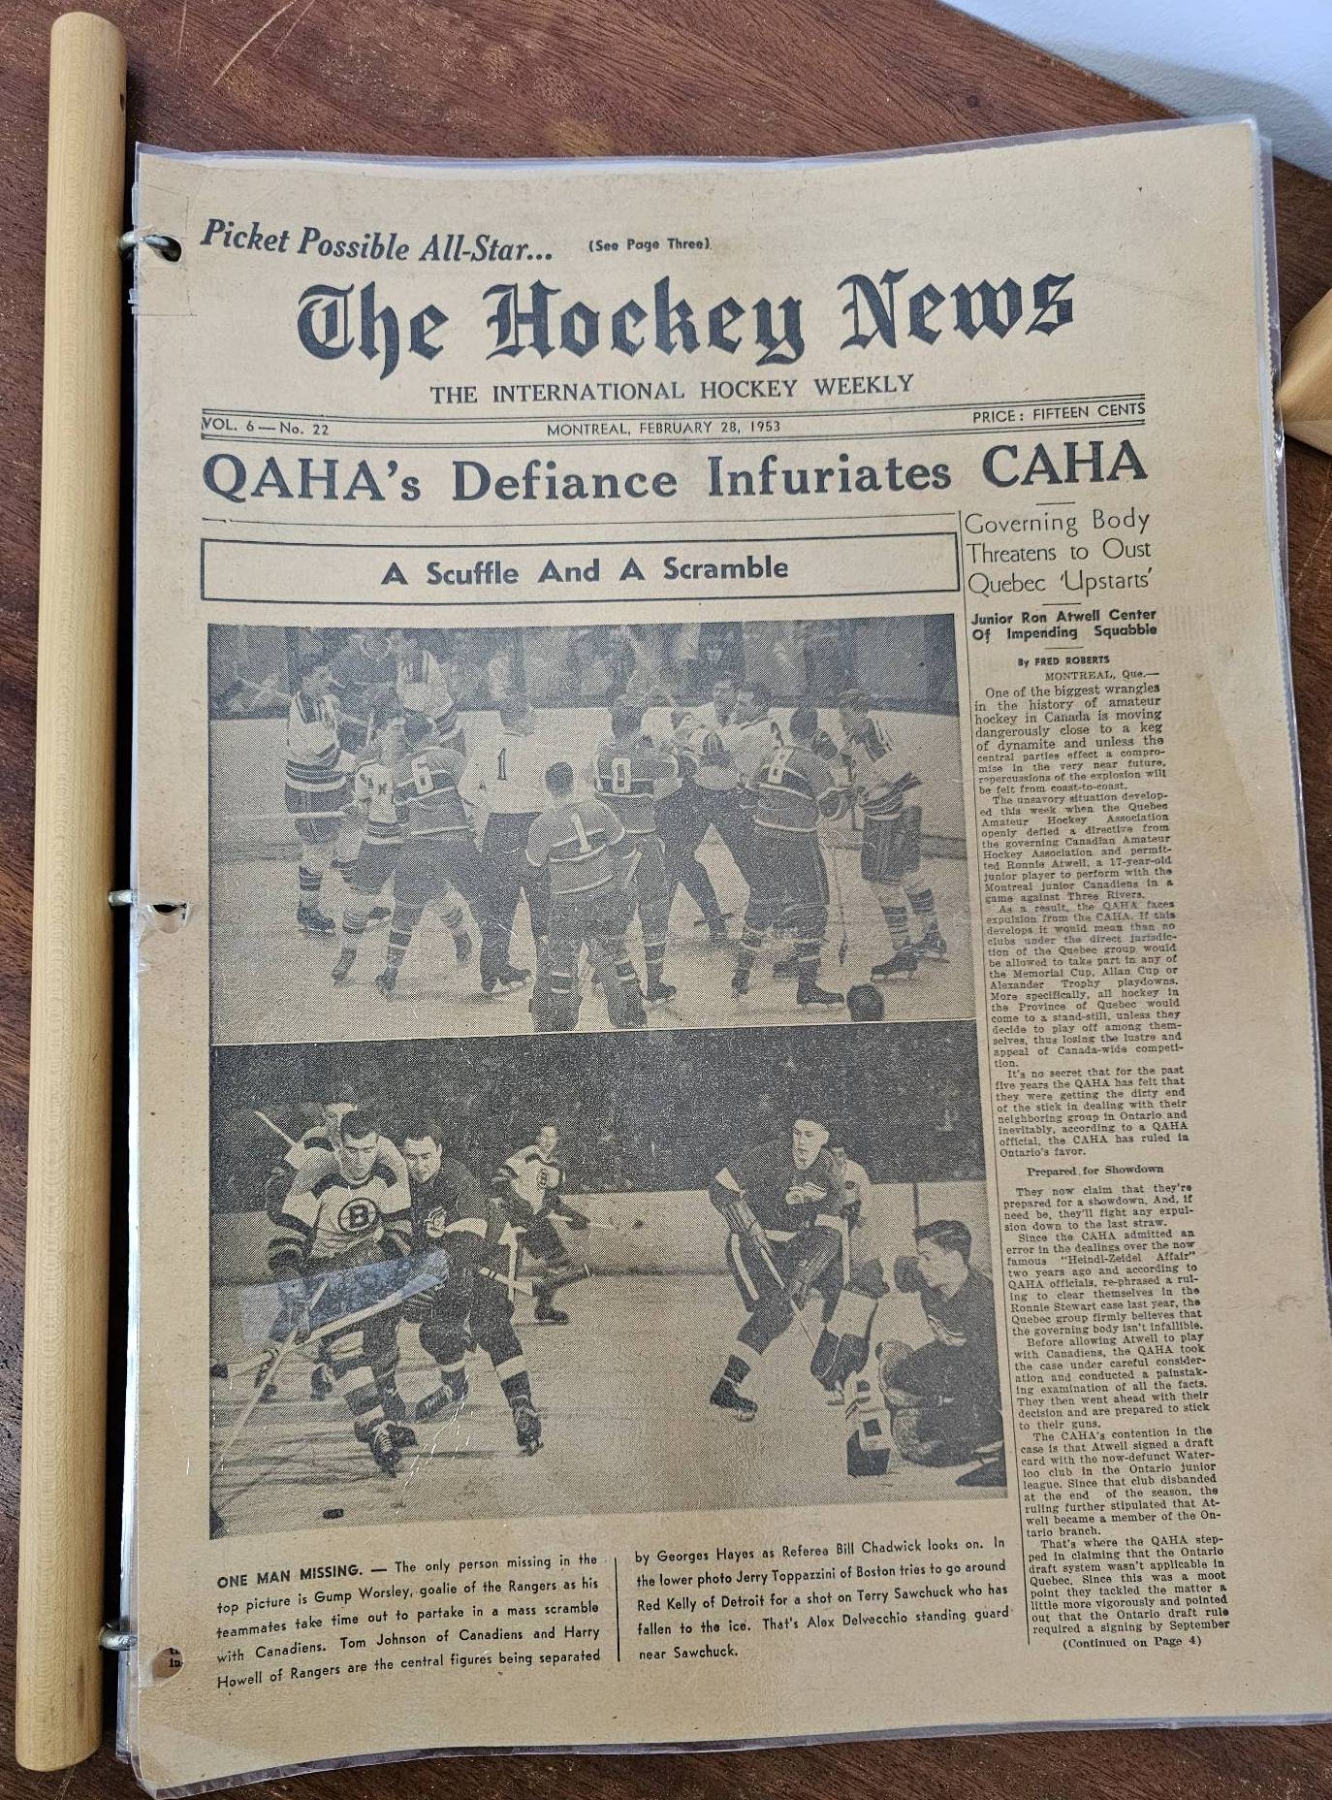 Picket Possible All-Star... (See Page Three)
The Hockey News
THE INTERNATIONAL HOCKEY WEEKLY
VOL. 6 — No. 22 MONTREAL, FEBRUARY 28, 1953 PRICE: FIFTEEN CENTS
QAHA's Defiance Infuriates CAHA
A Scuffle And A Scramble
6
1
0
8
1
B
ONE MAN MISSING. — The only person missing in the
top picture is Gump Worsley, goalie of the Rangers as his
teammates take time out to partake in a mass scramble
with Canadiens. Tom Johnson of Canadiens and Harry
Howell of Rangers are the central figures being separated
by Georges Hayes as Referee Bill Chadwick looks on. In
the lower photo Jerry Toppazzini of Boston tries to go around
Red Kelly of Detroit for a shot on Terry Sawchuck who has
fallen to the ice. That's Alex Delvecchio standing guard
near Sawchuck.
Governing Body
Threatens to Oust
Quebec 'Upstarts'
Junior Ron Atwell Center
Of Impending Squabble
By FRED ROBERTS
MONTREAL, Que.—
One of the biggest wrangles
in the history of amateur
hockey in Canada is moving
dangerously close to a keg
of dynamite and unless the
central parties effect a compro-
mise in the very near future,
repercussions of the explosion will
be felt from coast-to-coast.
The unsavory situation develop-
ed this week when the Quebec
Amateur Hockey Association
openly defied a directive from
the governing Canadian Amateur
Hockey Association and permit-
ted Ronnie Atwell, a 17-year-old
junior player to perform with the
Montreal junior Canadiens in a
game against Three Rivers.
As a result, the QAHA faces
expulsion from the CAHA. If this
develops it would mean than no
clubs under the direct jurisdic-
tion of the Quebec group would
be allowed to take part in any of
the Memorial Cup, Allan Cup or
Alexander Trophy playdowns.
More specifically, all hockey in
the Province of Quebec would
come to a stand-still, unless they
decide to play off among them-
selves, thus losing the lustre and
appeal of Canada-wide competi-
tion.
It's no secret that for the past
five years the QAHA has felt that
they were getting the dirty end
of the stick in dealing with their
neighboring group in Ontario and
inevitably, according to a QAHA
official, the CAHA has ruled in
Ontario's favor.
Prepared for Showdown
They now claim that they're
prepared for a showdown. And, if
need be, they'll fight any expul-
sion down to the last straw.
Since the CAHA admitted an
error in the dealings over the now
famous "Heindl-Zeidel Affair"
two years ago and according to
QAHA officials, re-phrased a rul-
ing to clear themselves in the
Ronnie Stewart case last year, the
Quebec group firmly believes that
the governing body isn't infallible.
Before allowing Atwell to play
with Canadiens, the QAHA took
the case under careful consider-
ation and conducted a painstak-
ing examination of all the facts.
They then went ahead with their
decision and are prepared to stick
to their guns.
The CAHA's contention in the
case is that Atwell signed a draft
card with the now-defunct Water-
loo club in the Ontario junior
league. Since that club disbanded
at the end of the season, the
ruling further stipulated that At-
well became a member of the On-
tario branch.
That's where the QAHA step-
ped in claiming that the Ontario
draft system wasn't applicable in
Quebec. Since this was a moot
point they tackled the matter a
little more vigorously and pointed
out that the Ontario draft rule
required a signing by September
(Continued on Page 4)